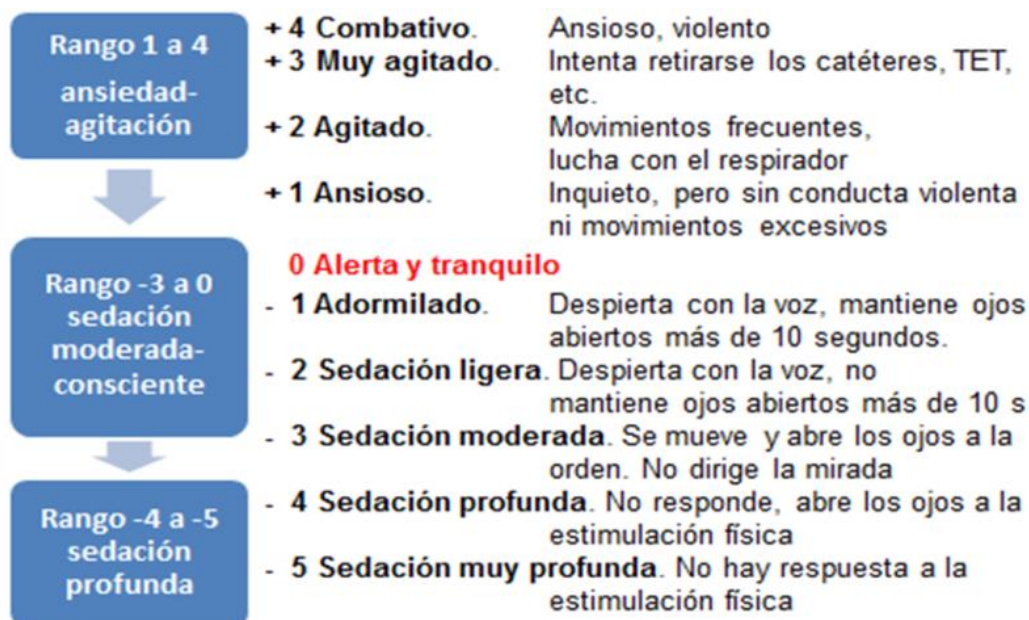 Rango 1 a 4
ansiedad-
agitación
+ 4 Combativo. Ansioso, violento
+ 3 Muy agitado. Intenta retirarse los catéteres, TET,
etc.
+ 2 Agitado. Movimientos frecuentes,
lucha con el respirador
+ 1 Ansioso. Inquieto, pero sin conducta violenta
ni movimientos excesivos
Rango -3 a 0
sedación
moderada-
consciente
0 Alerta y tranquilo
- 1 Adormilado. Despierta con la voz, mantiene ojos
abiertos más de 10 segundos.
- 2 Sedación ligera. Despierta con la voz, no
mantiene ojos abiertos más de 10 s
- 3 Sedación moderada. Se mueve y abre los ojos a la
orden. No dirige la mirada
Rango -4 a -5
sedación
profunda
- 4 Sedación profunda. No responde, abre los ojos a la
estimulación física
- 5 Sedación muy profunda. No hay respuesta a la
estimulación física